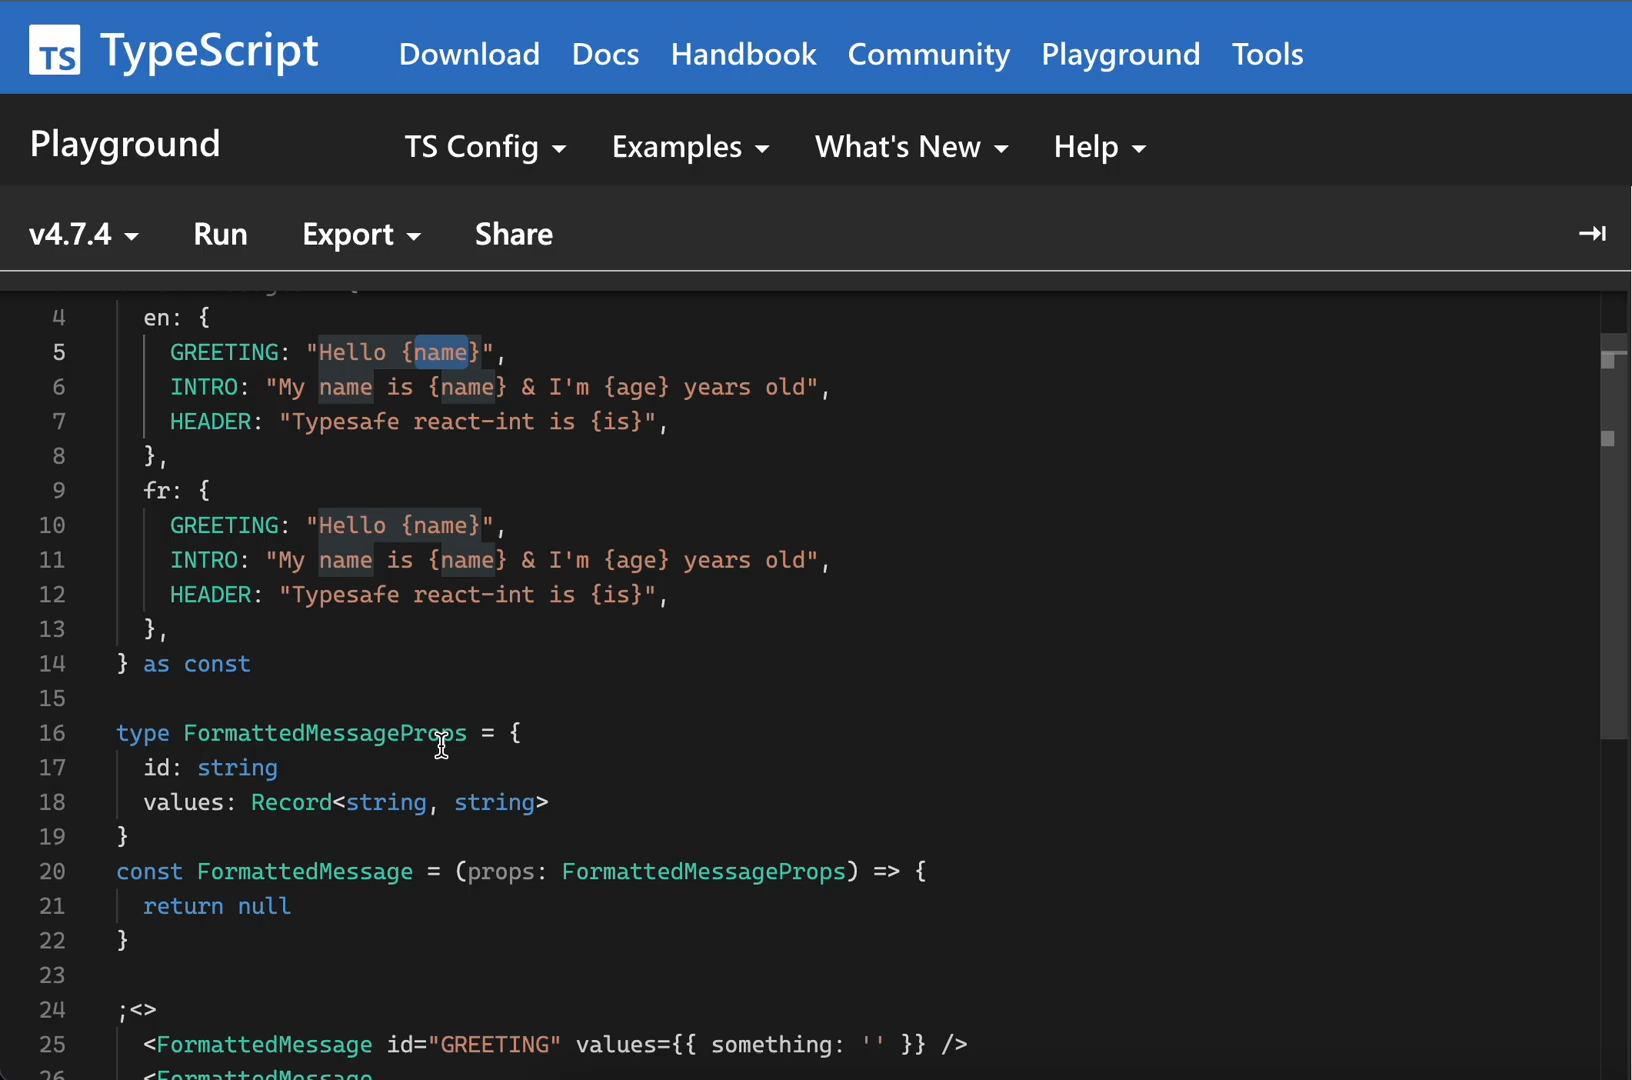 TS TypeScript Download Docs Handbook Community Playground Tools
Playground TS Config Examples What's New Help
v4.7.4 Run Export Share
4 en: {
5 GREETING: "Hello {name}",
6 INTRO: "My name is {name} & I'm {age} years old",
7 HEADER: "Typesafe react-int is {is}",
8 },
9 fr: {
10 GREETING: "Hello {name}",
11 INTRO: "My name is {name} & I'm {age} years old",
12 HEADER: "Typesafe react-int is {is}",
13 },
14 } as const
15
16 type FormattedMessageProps = {
17 id: string
18 values: Record<string, string>
19 }
20 const FormattedMessage = (props: FormattedMessageProps) => {
21 return null
22 }
23
24 ;<>
25 <FormattedMessage id="GREETING" values={{ something: '' }} />
26 <FormattedMessage